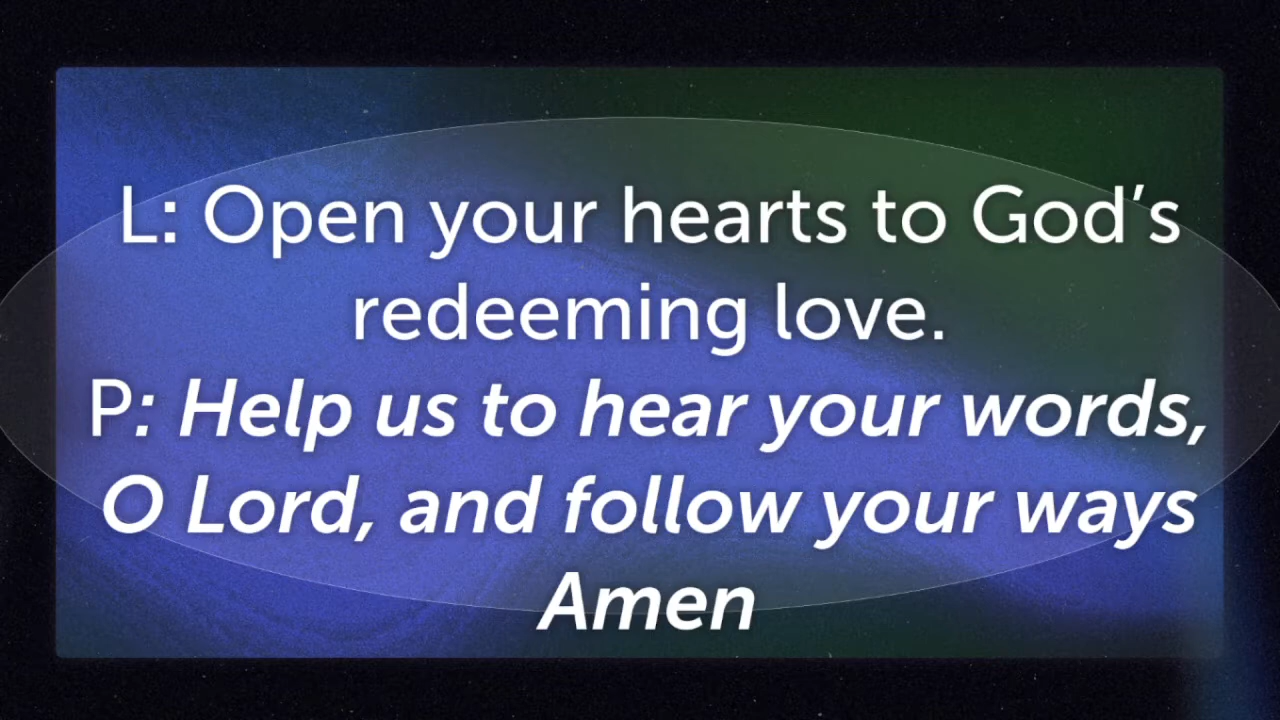 L: Open your hearts to God’s
redeeming love.
P: Help us to hear your words,
O Lord, and follow your ways
Amen